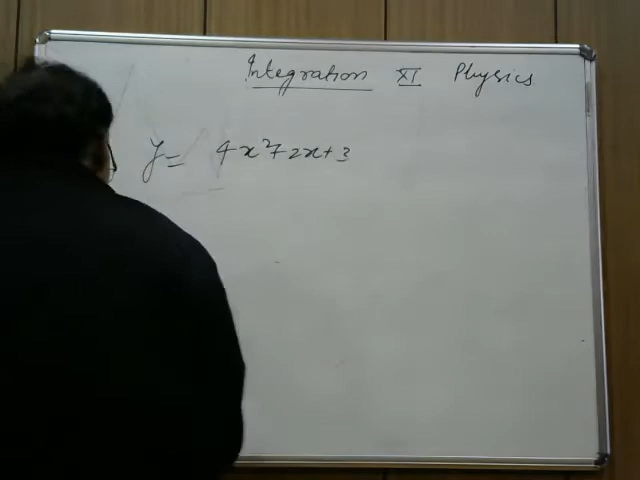 Integration XI Physics
y = 4x²+2x+3